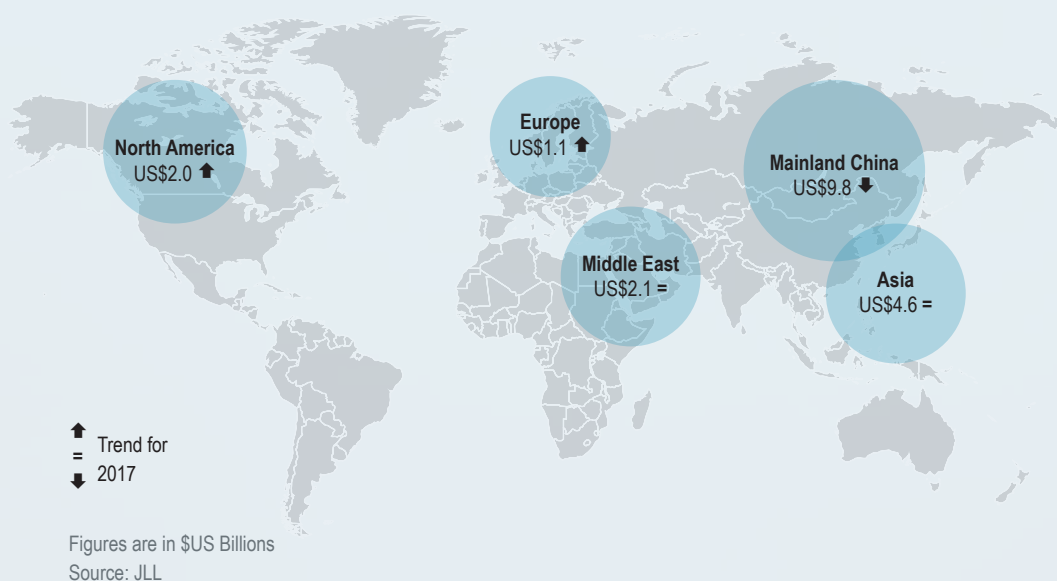 North America
US$2.0 ⬆
Europe
US$1.1 ⬆
Mainland China
US$9.8 ⬇
Middle East
US$2.1 =
Asia
US$4.6 =
⬆
= Trend for
⬇ 2017
Figures are in $US Billions
Source: JLL